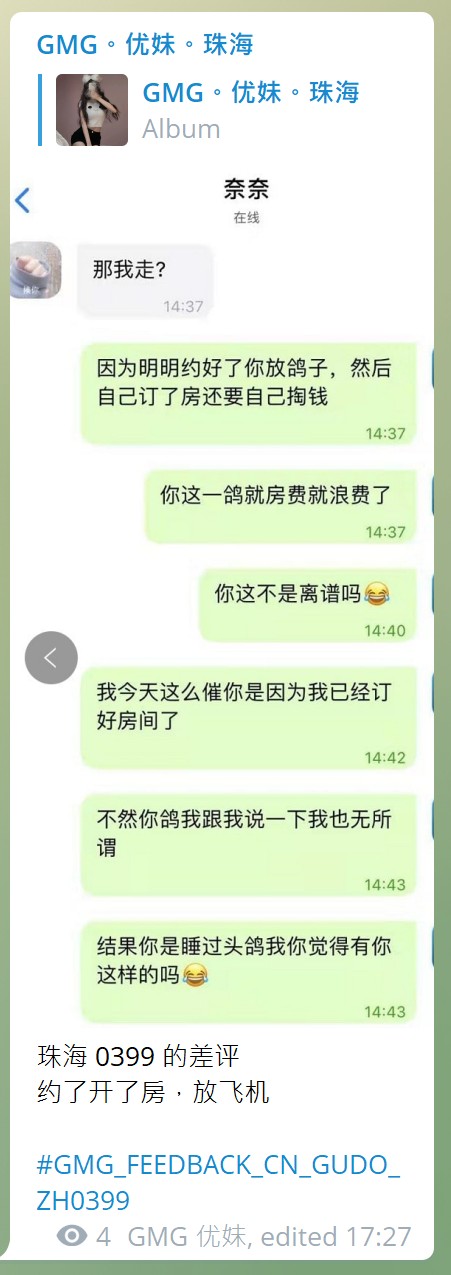 GMG。优妹。珠海
GMG。优妹。珠海
Album
奈奈
在线
那我走?
14:37
因为明明约好了你放鸽子，然后
自己订了房还要自己掏钱
14:37
你这一鸽就房费就浪费了
14:37
你这不是离谱吗😂
14:40
我今天这么催你是因为我已经订
好房间了
14:42
不然你鸽我跟我说一下我也无所
谓
14:43
结果你是睡过头鸽我你觉得有你
这样的吗😂
14:43
珠海 0399 的差评
约了开了房，放飞机
#GMG_FEEDBACK_CN_GUDO_
ZH0399
4 GMG 优妹, edited 17:27